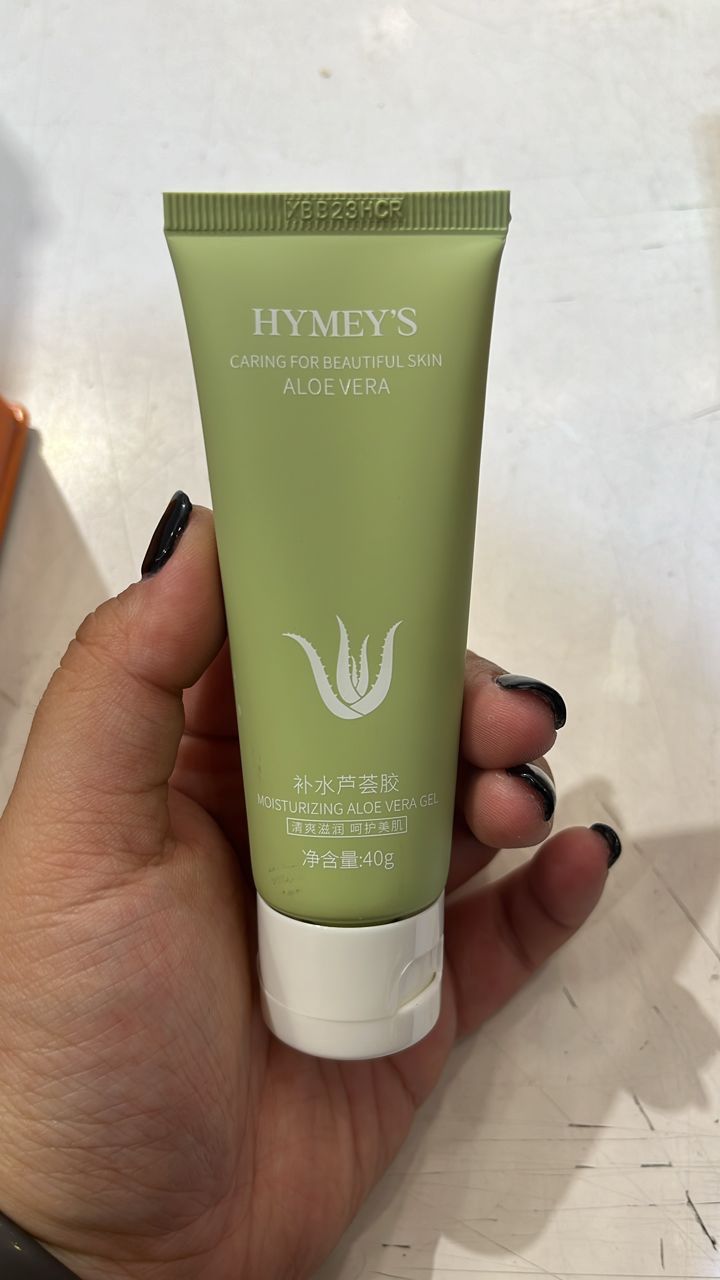 XBB23HCR
HYMEY'S
CARING FOR BEAUTIFUL SKIN
ALOE VERA
补水芦荟胶
MOISTURIZING ALOE VERA GEL
清爽滋润 呵护美肌
净含量:40g